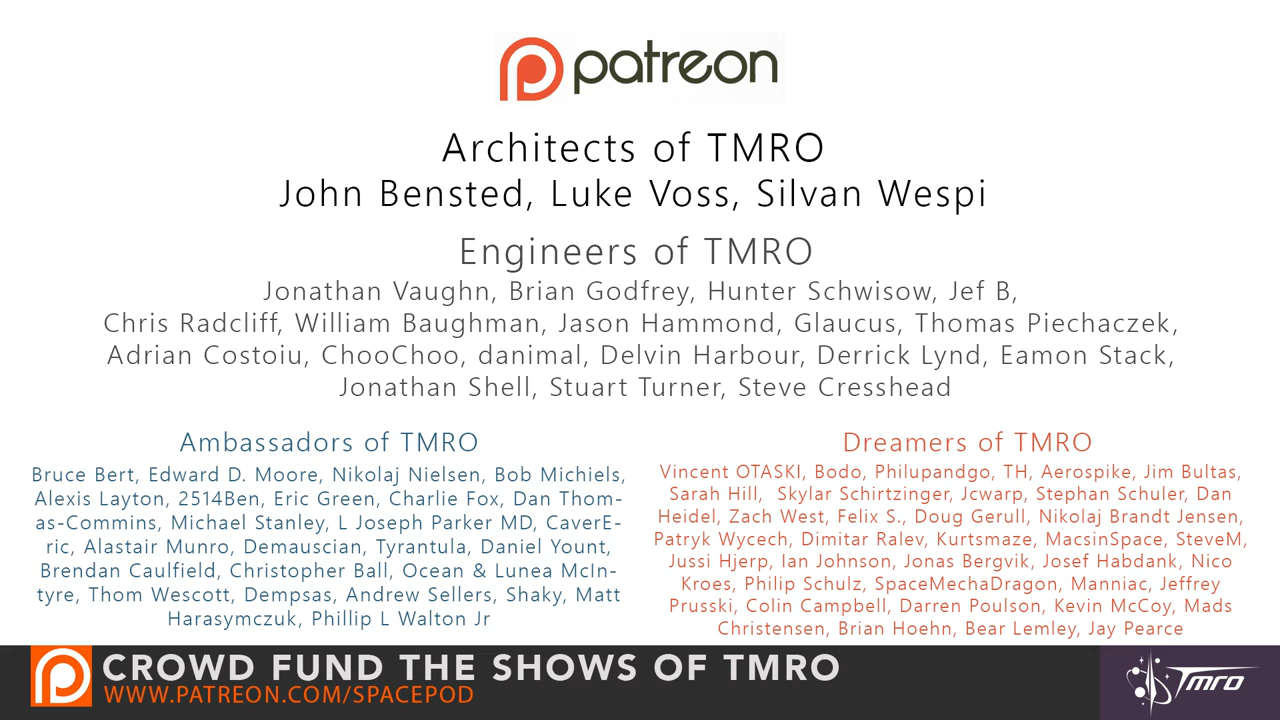 patreon
Architects of TMRO
John Bensted, Luke Voss, Silvan Wespi
Engineers of TMRO
Jonathan Vaughn, Brian Godfrey, Hunter Schwisow, Jef B,
Chris Radcliff, William Baughman, Jason Hammond, Glaucus, Thomas Piechaczek,
Adrian Costoiu, ChooChoo, danimal, Delvin Harbour, Derrick Lynd, Eamon Stack,
Jonathan Shell, Stuart Turner, Steve Cresshead
Ambassadors of TMRO
Bruce Bert, Edward D. Moore, Nikolaj Nielsen, Bob Michiels,
Alexis Layton, 2514Ben, Eric Green, Charlie Fox, Dan Thom-
as-Commins, Michael Stanley, L Joseph Parker MD, CaverE-
ric, Alastair Munro, Demauscian, Tyrantula, Daniel Yount,
Brendan Caulfield, Christopher Ball, Ocean & Lunea McIn-
tyre, Thom Wescott, Dempsas, Andrew Sellers, Shaky, Matt
Harasymczuk, Phillip L Walton Jr
Dreamers of TMRO
Vincent OTASKI, Bodo, Philupandgo, TH, Aerospike, Jim Bultas,
Sarah Hill, Skylar Schirtzinger, Jcwarp, Stephan Schuler, Dan
Heidel, Zach West, Felix S., Doug Gerull, Nikolaj Brandt Jensen,
Patryk Wycech, Dimitar Ralev, Kurtsmaze, MacsinSpace, SteveM,
Jussi Hjerp, Ian Johnson, Jonas Bergvik, Josef Habdank, Nico
Kroes, Philip Schulz, SpaceMechaDragon, Manniac, Jeffrey
Prusski, Colin Campbell, Darren Poulson, Kevin McCoy, Mads
Christensen, Brian Hoehn, Bear Lemley, Jay Pearce
CROWD FUND THE SHOWS OF TMRO
WWW.PATREON.COM/SPACEPOD
Tmro